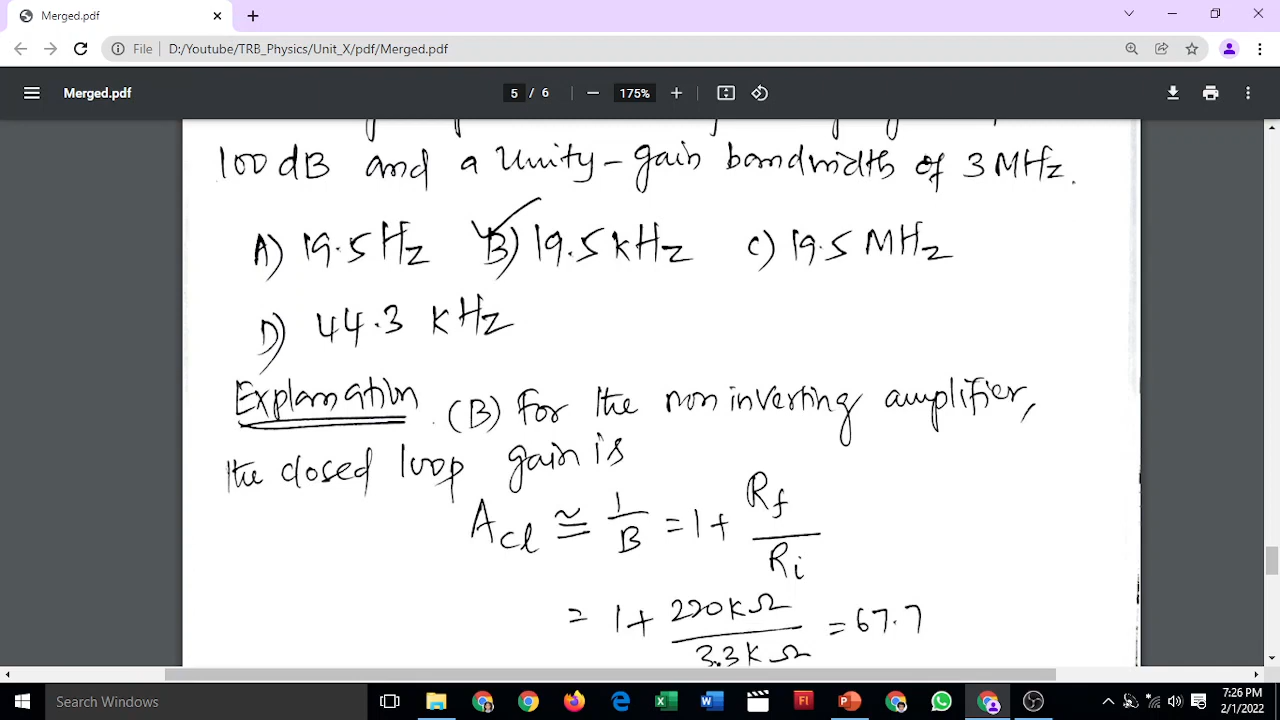 Merged.pdf
File D:/Youtube/TRB_Physics/Unit_X/pdf/Merged.pdf
Merged.pdf
5 / 6
175%
100 dB and a Unity-gain bandwidth of 3 MHz.
A) 19.5 Hz B) 19.5 kHz C) 19.5 MHz
D) 44.3 kHz
Explanation. (B) For the noninverting amplifier,
the closed loop gain is
Acl ≅ 1/B = 1 + Rf/Ri
= 1 + 220kΩ/3.3kΩ = 67.7
Search Windows
7:26 PM
2/1/2022